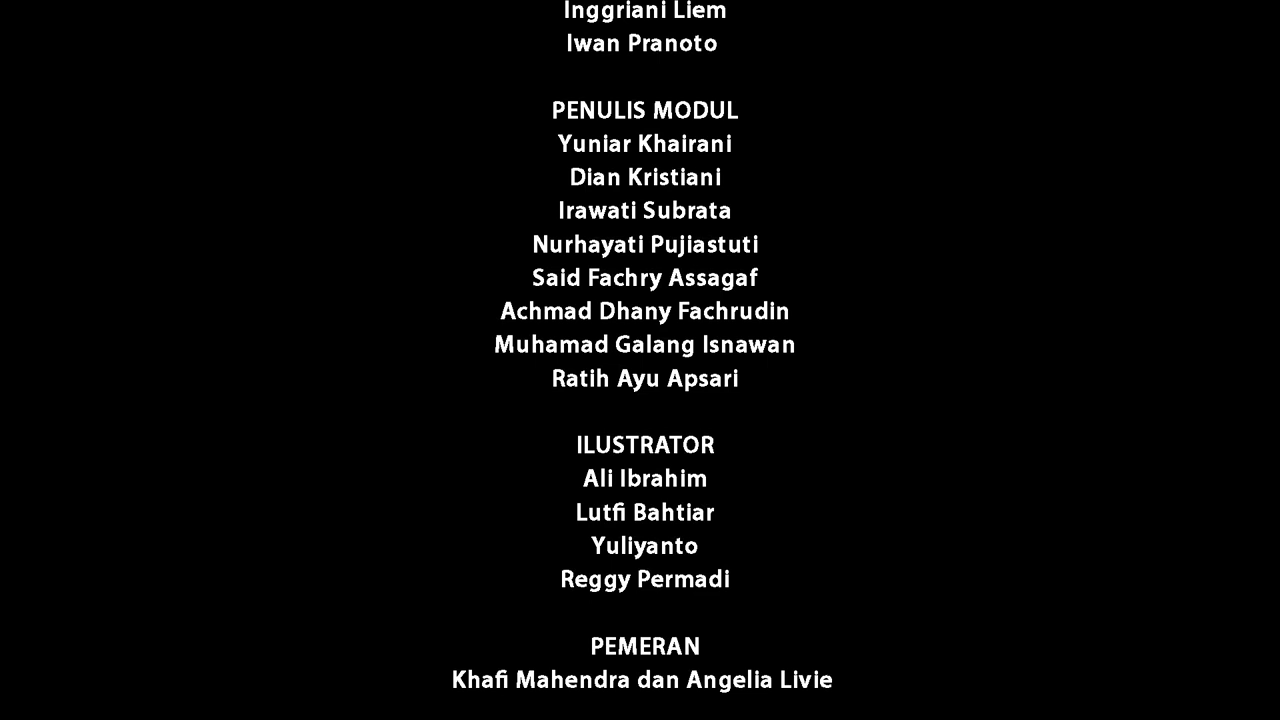 Inggriani Liem
Iwan Pranoto
PENULIS MODUL
Yuniar Khairani
Dian Kristiani
Irawati Subrata
Nurhayati Pujiastuti
Said Fachry Assagaf
Achmad Dhany Fachrudin
Muhamad Galang Isnawan
Ratih Ayu Apsari
ILUSTRATOR
Ali Ibrahim
Lutfi Bahtiar
Yuliyanto
Reggy Permadi
PEMERAN
Khafi Mahendra dan Angelia Livie